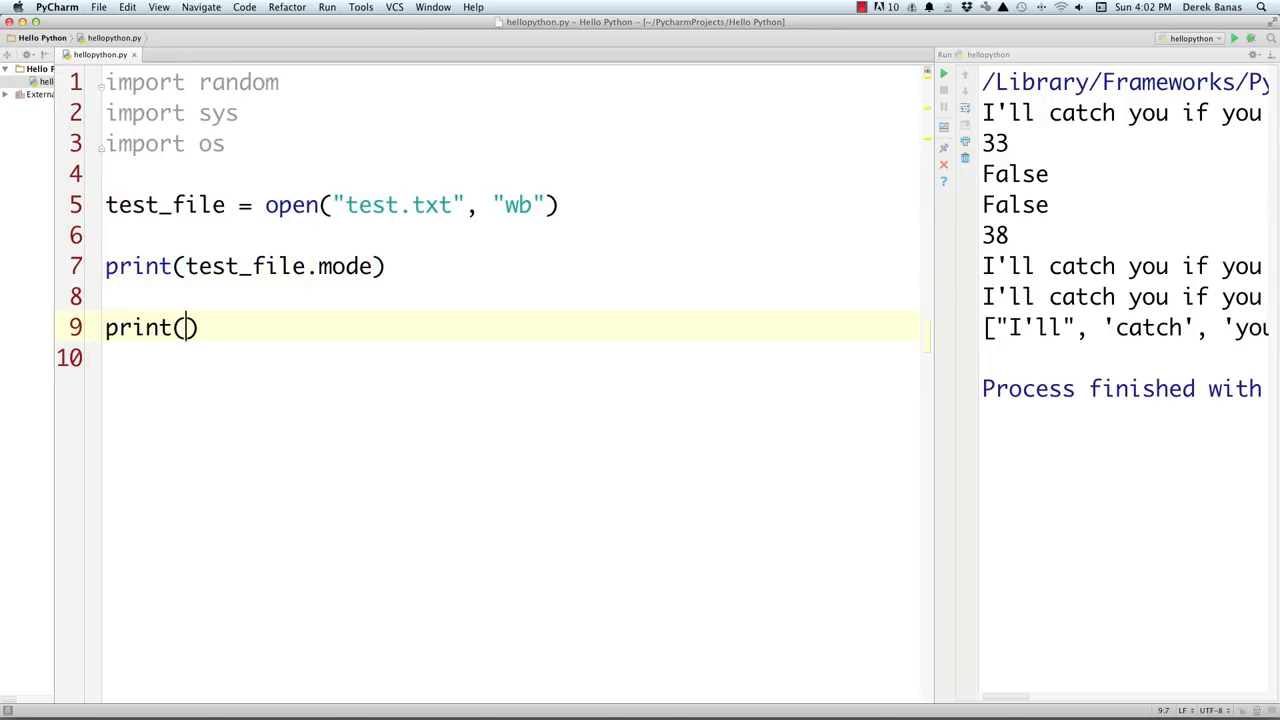 PyCharm File Edit View Navigate Code Refactor Run Tools VCS Window Help 10 Sun 4:02 PM Derek Banas
hellopython.py - Hello Python - [~/PycharmProjects/Hello Python]
Hello Python hellopython.py hellopython
hellopython.py Run hellopython
Hello P
hell
Externa
1 import random
2 import sys
3 import os
4
5 test_file = open("test.txt", "wb")
6
7 print(test_file.mode)
8
9 print()
10
/Library/Frameworks/Py
I'll catch you if you
33
False
False
38
I'll catch you if you
I'll catch you if you
["I'll", 'catch', 'you
Process finished with
9:7 LF UTF-8